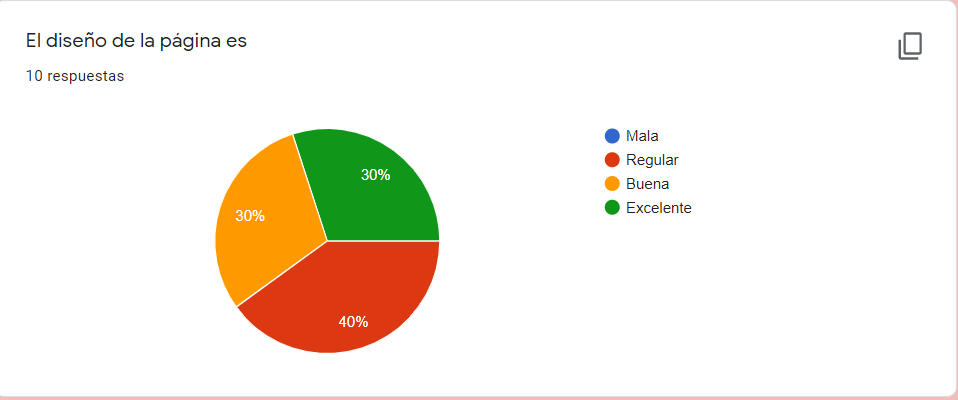 El diseño de la página es
10 respuestas
30%
30%
40%
Mala
Regular
Buena
Excelente